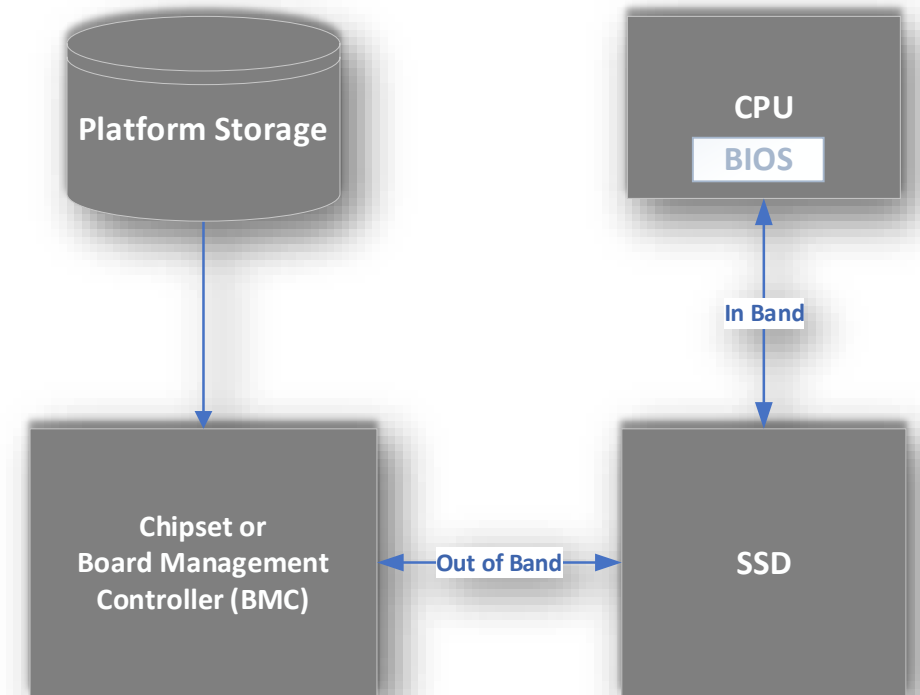 Platform Storage
CPU
BIOS
In Band
Chipset or
Board Management
Controller (BMC)
Out of Band
SSD